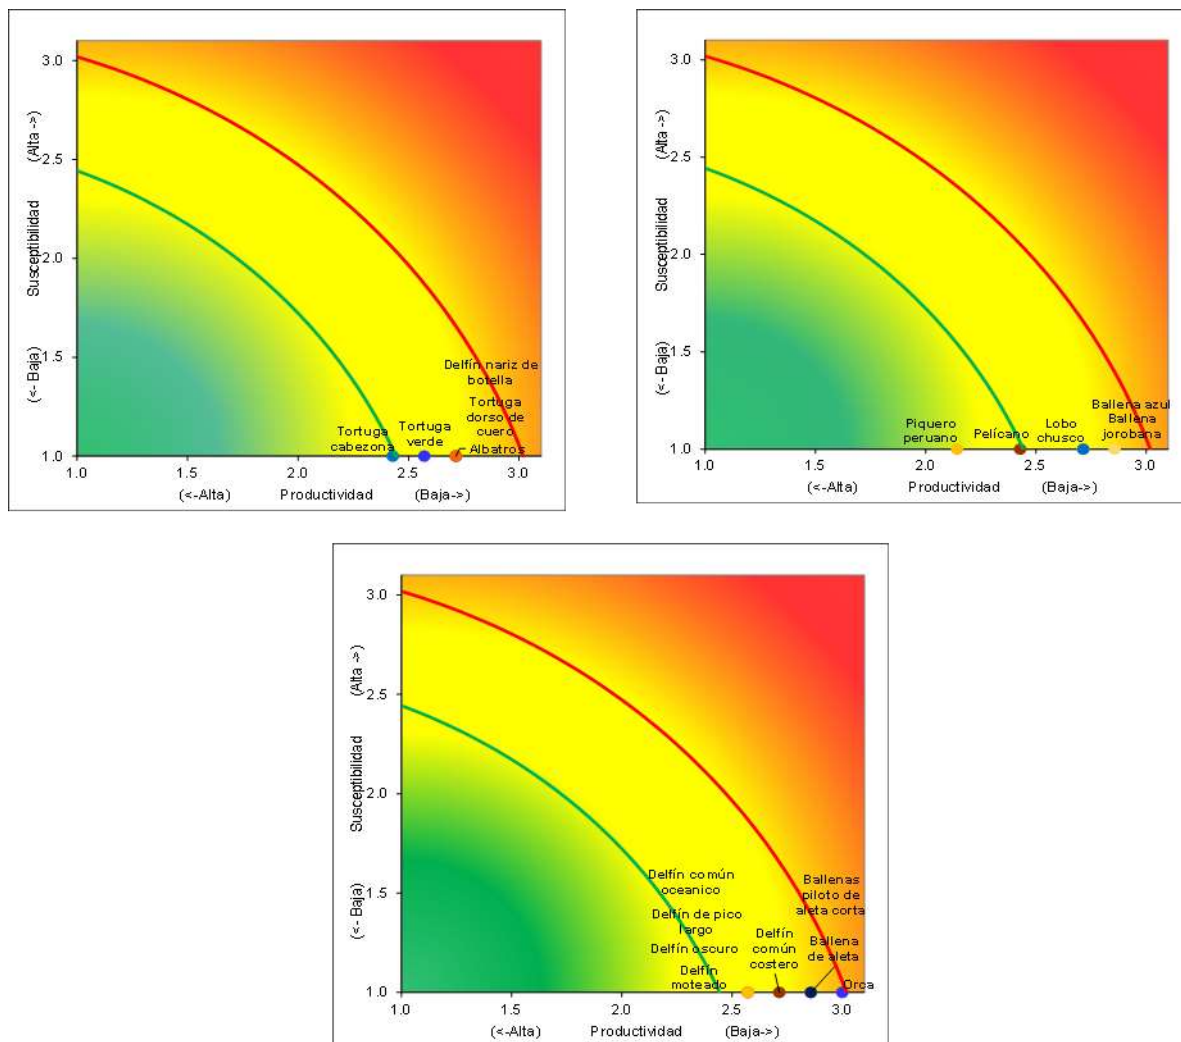 3.0
2.5
2.0
1.5
1.0
(<- Baja) Susceptibilidad (Alta ->)
Delfín nariz de
botella
Tortuga
dorso de
cuero
Tortuga
verde
Tortuga
cabezona
Albatros
1.0 1.5 2.0 2.5 3.0
(<-Alta) Productividad (Baja->)
3.0
2.5
2.0
1.5
1.0
(<- Baja) Susceptibilidad (Alta ->)
Piquero
peruano
Pelícano
Lobo
chusco
Ballena azul
Ballena
jorobana
1.0 1.5 2.0 2.5 3.0
(<-Alta) Productividad (Baja->)
3.0
2.5
2.0
1.5
1.0
(<- Baja) Susceptibilidad (Alta ->)
Delfín común
oceanico
Delfín de pico
largo
Delfín oscuro
Delfín
moteado
Delfín
común
costero
Ballenas
piloto de
aleta corta
Ballena
de aleta
Orca
1.0 1.5 2.0 2.5 3.0
(<-Alta) Productividad (Baja->)